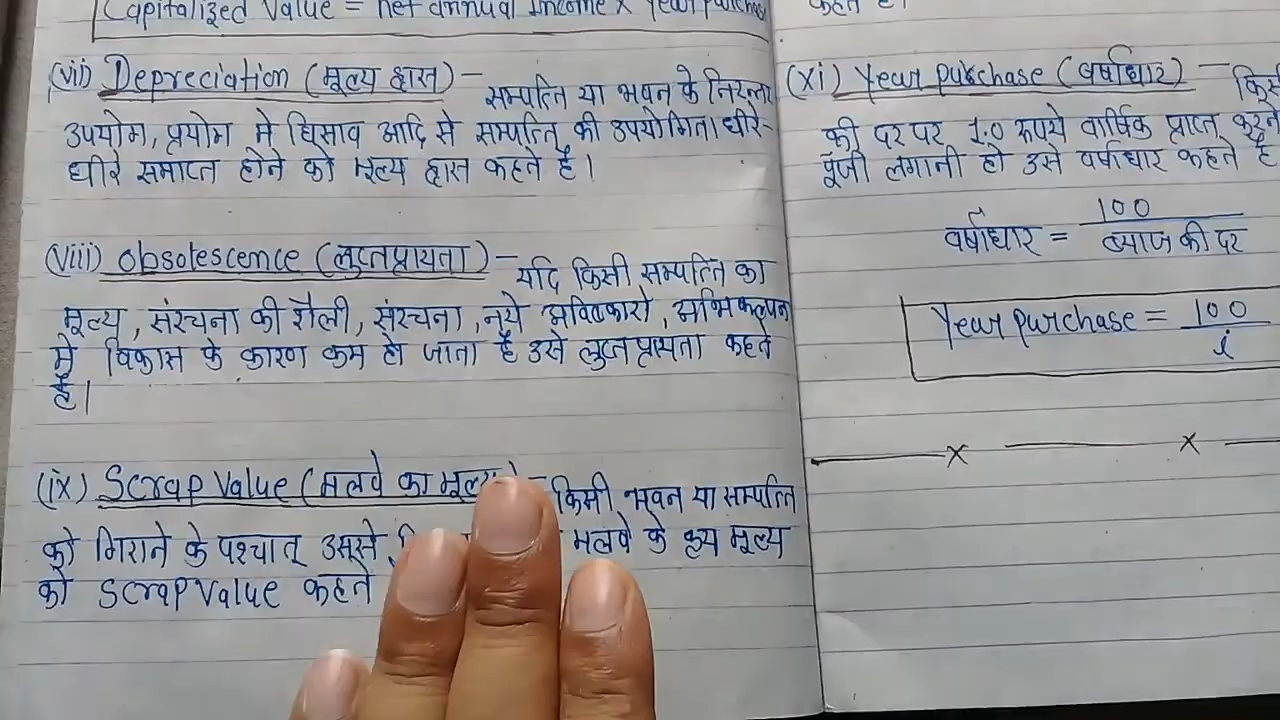 Capitalized Value = net annual income x Year purchase
(vii) Depreciation (मूल्य ह्रास) - सम्पत्ति या भवन के निरन्तर
उपयोग, प्रयोग में घिसाव आदि से सम्पत्ति की उपयोगिता धीरे-
धीरे समाप्त होने को मूल्य ह्रास कहते है।
(viii) obsotescence (लुप्तप्रायता) - यदि किसी सम्पत्ति का
मूल्य, संरचना की शैली, संरचना, नये अविष्कारो, अभिकल्पन
में विकास के कारण कम हो जाता है उसे लुप्तप्रायता कहते
है।
(ix) Scrap Value (मलवे का मूल्य) - किसी भवन या सम्पत्ति
को गिराने के पश्चात् उससे मलवे के क्रय मूल्य
को Scrap Value कहते
कहते है।
(xi) Year purchase (वर्षाधार) - किसी
की दर पर 1.0 रूपये वार्षिक प्राप्त करने
पूंजी लगानी हो उसे वर्षाधार कहते है
वर्षाधार = 100
ब्याज की दर
Year purchase = 100
i